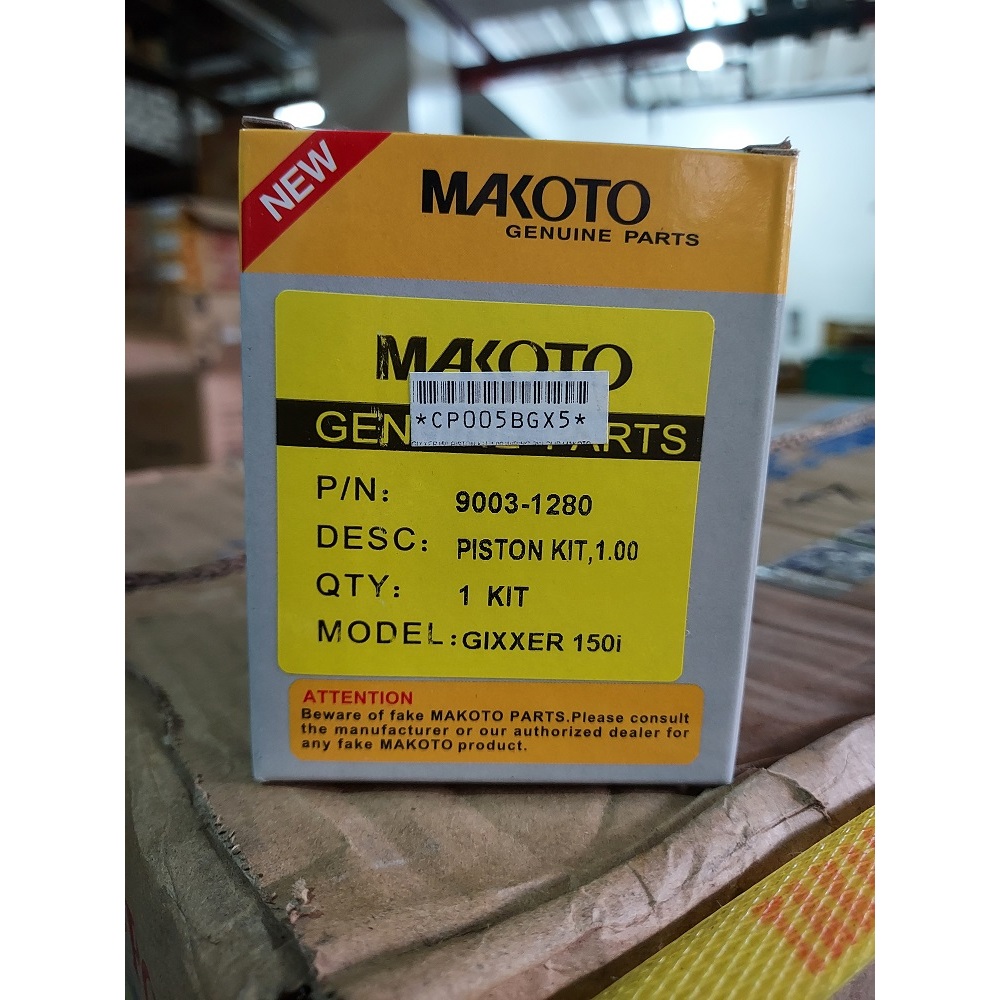 NEW
MAKOTO
GENUINE PARTS
MAKOTO
*CP005BGX5*
GEN PARTS
P/N: 9003-1280
DESC: PISTON KIT,1.00
QTY: 1 KIT
MODEL: GIXXER 150i
ATTENTION
Beware of fake MAKOTO PARTS.Please consult
the manufacturer or our authorized dealer for
any fake MAKOTO product.